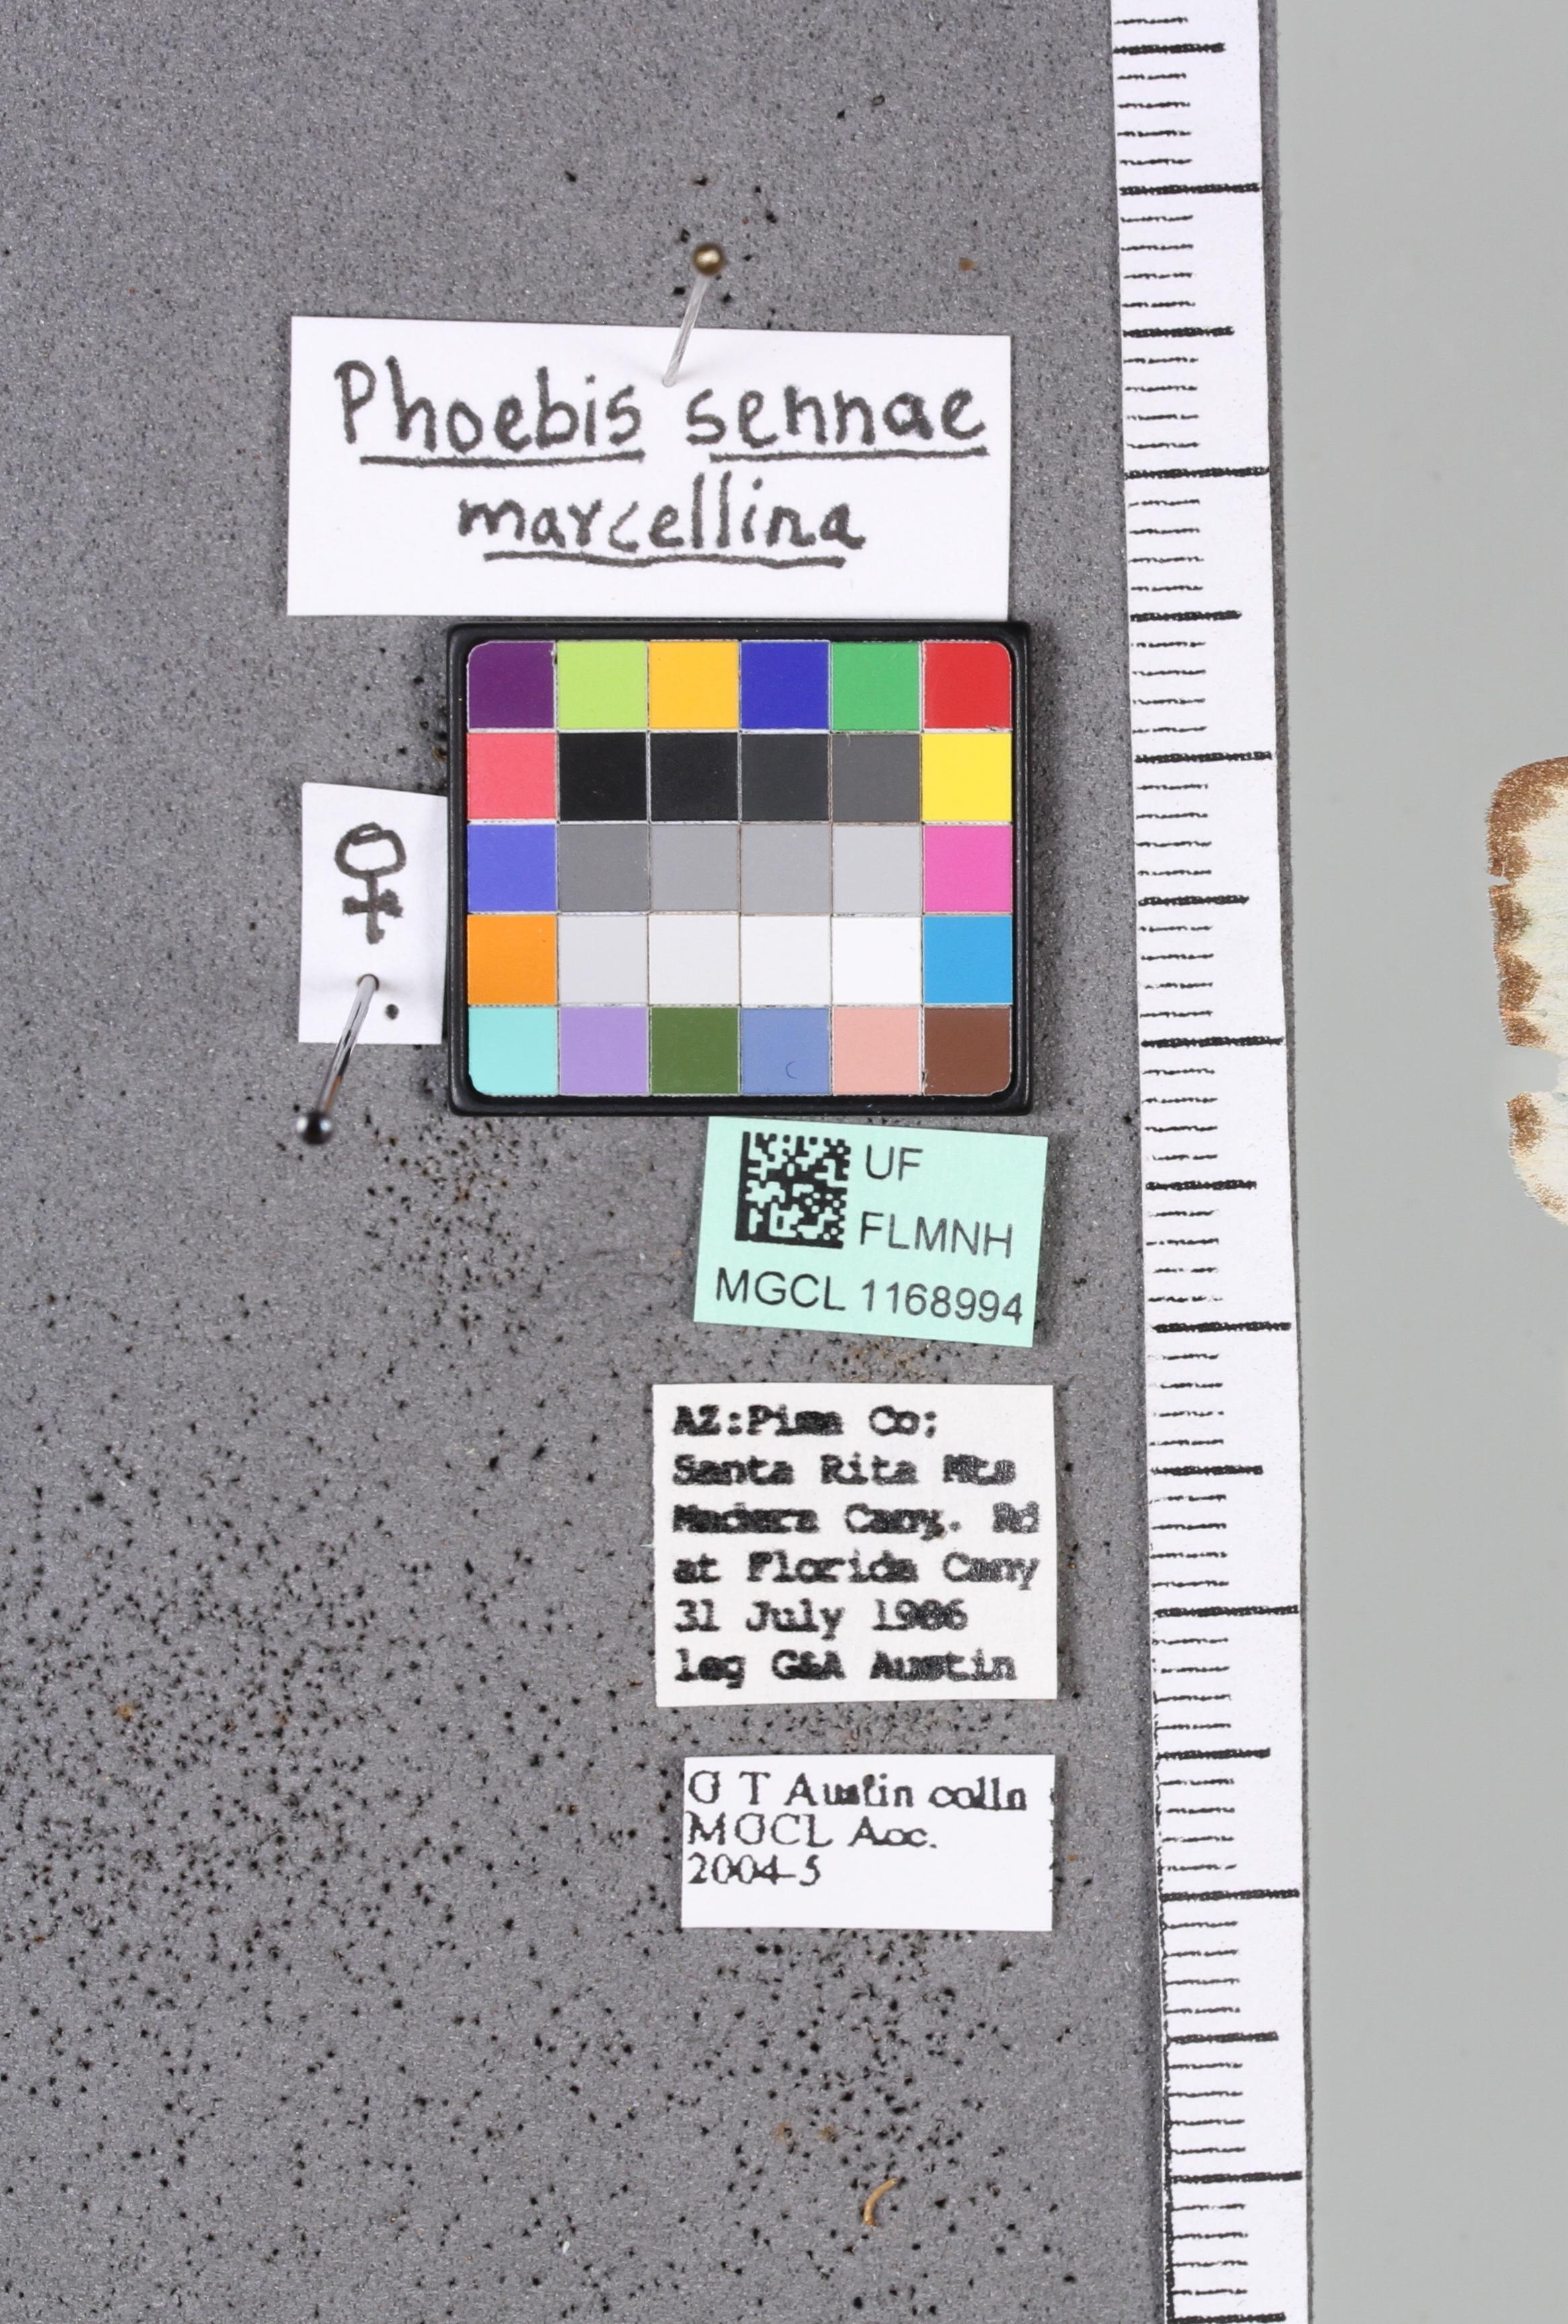 Phoebis sennae
marcellina
♀
UF
FLMNH
MGCL 1168994
AZ:Pima Co;
Santa Rita Mts
Madera Cany. Rd
at Florida Cany
31 July 1986
leg G&A Austin
G T Austin colln
MGCL Acc.
2004-5